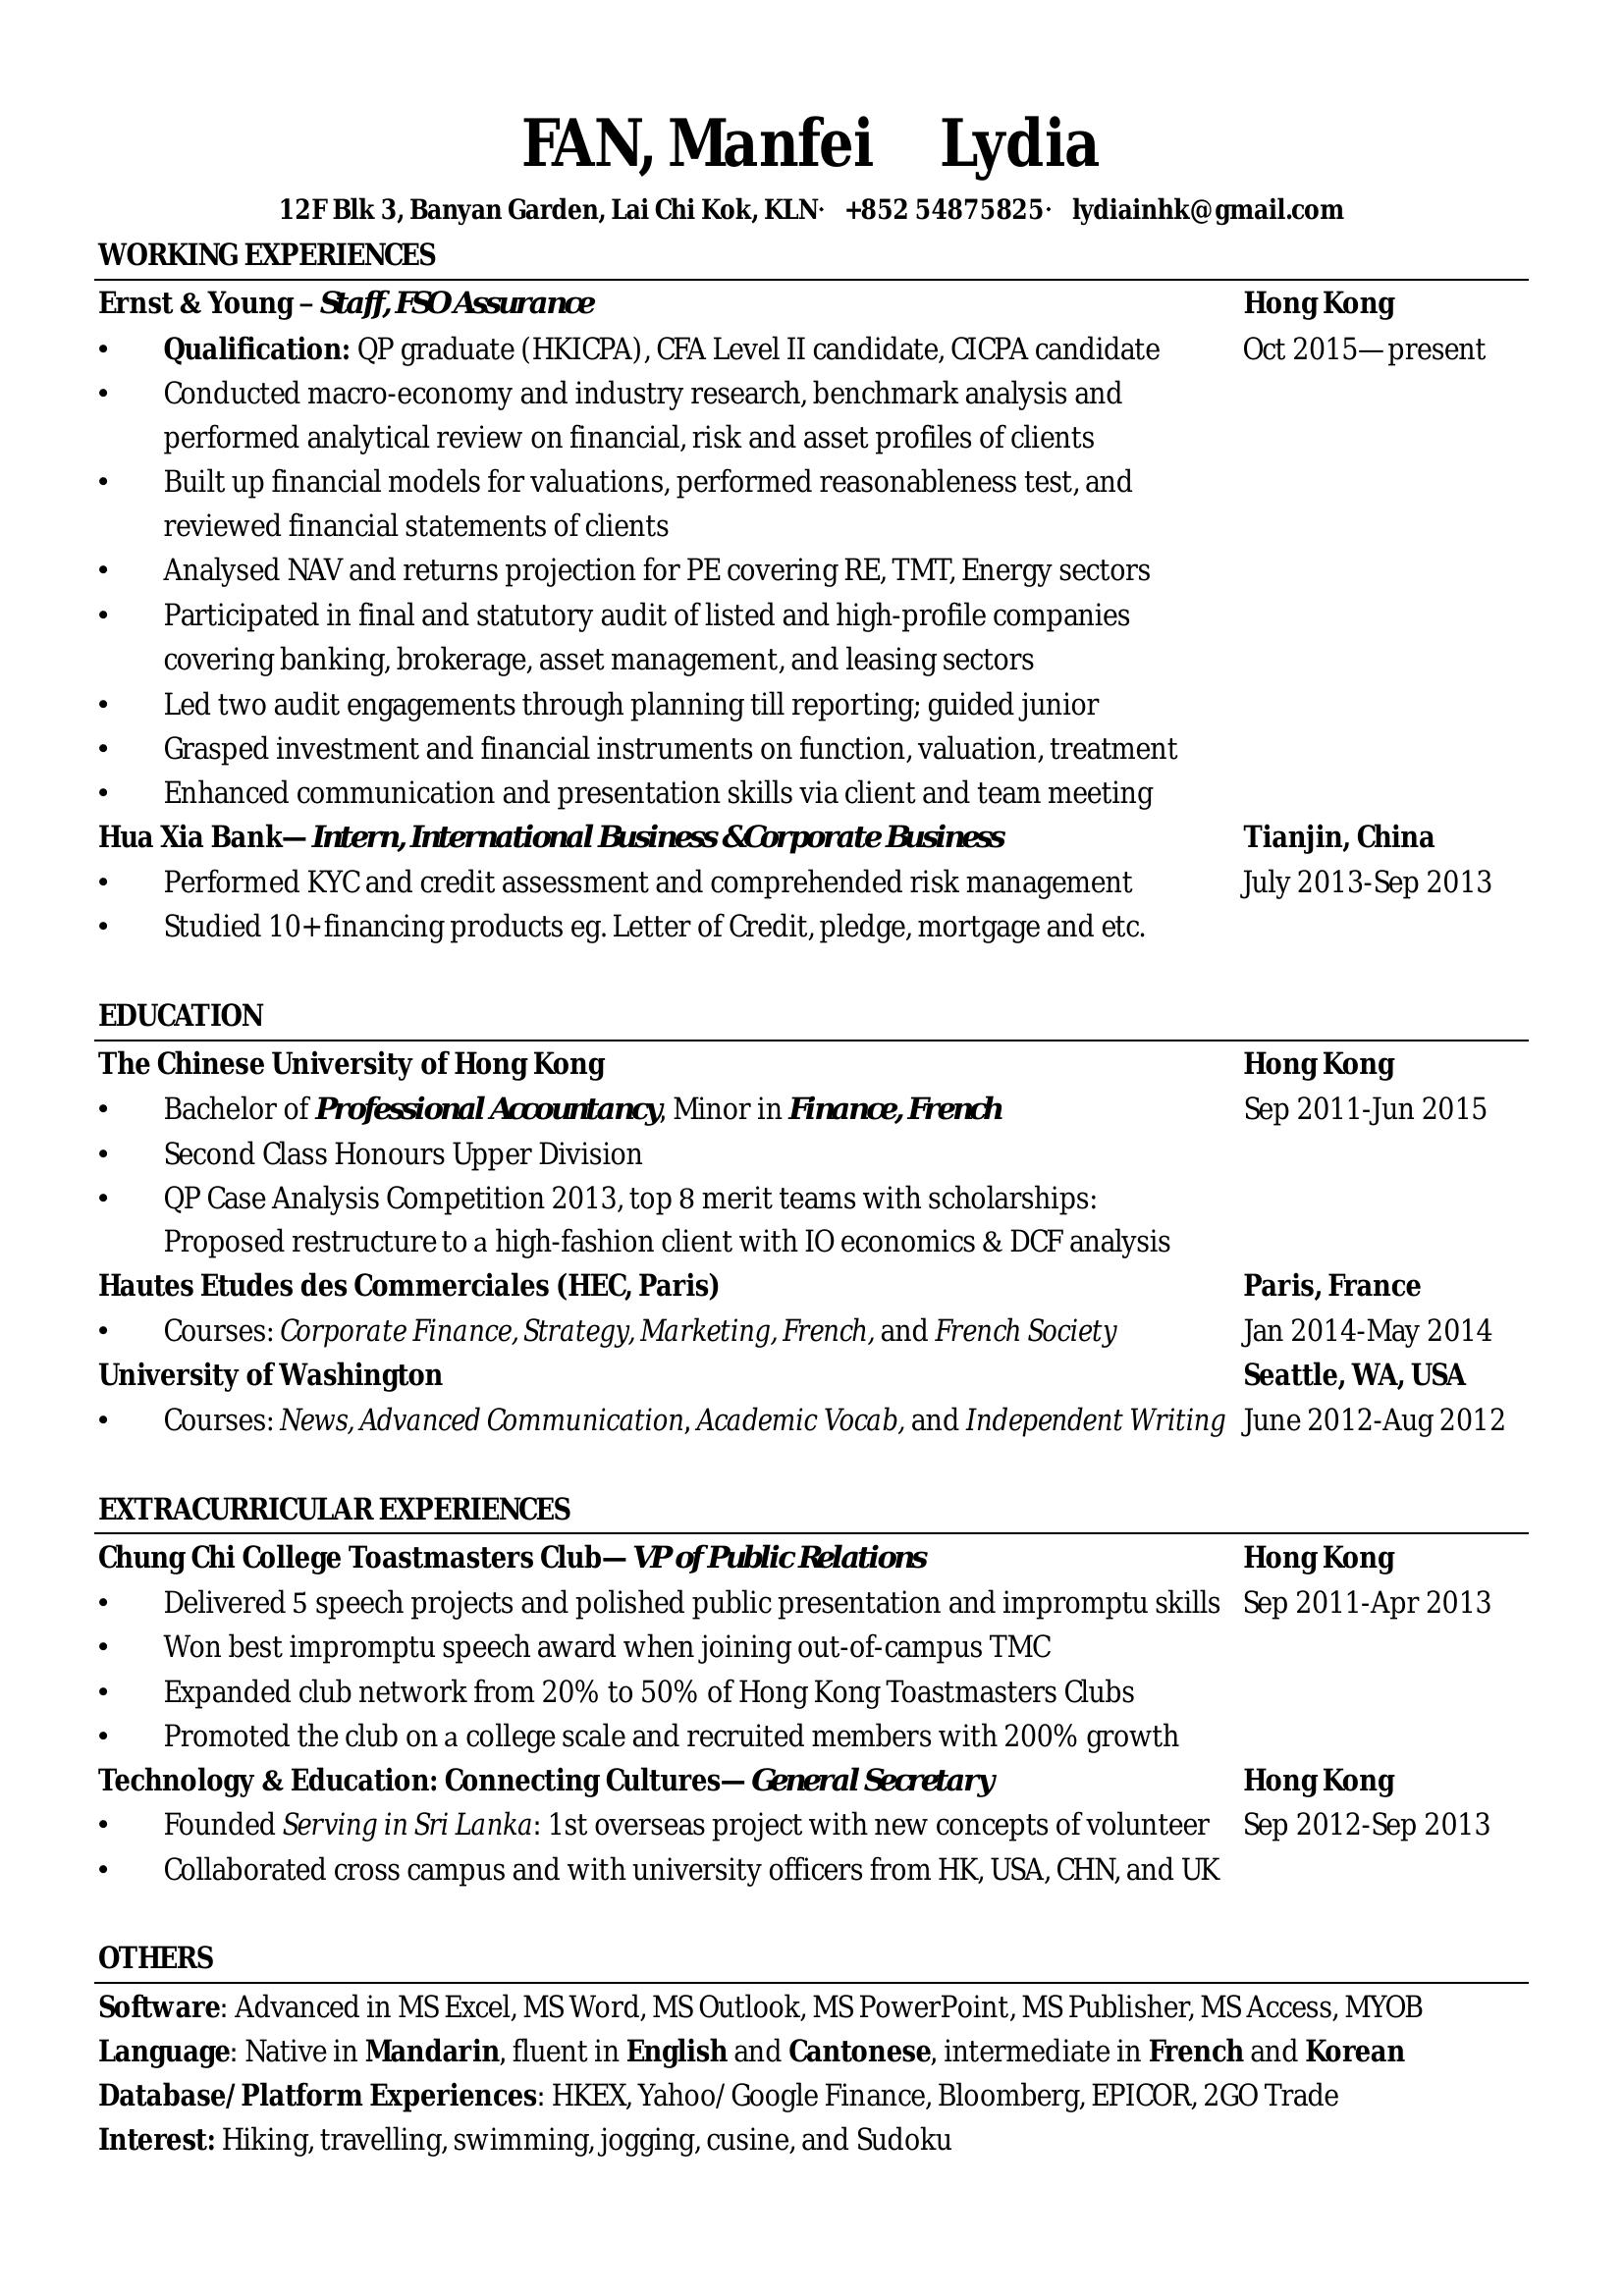 FAN, Manfei Lydia
12F Blk 3, Banyan Garden, Lai Chi Kok, KLN· +852 54875825· lydiainhk@gmail.com
WORKING EXPERIENCES
Ernst & Young – Staff, FSO Assurance Hong Kong
• Qualification: QP graduate (HKICPA), CFA Level II candidate, CICPA candidate Oct 2015—present
• Conducted macro-economy and industry research, benchmark analysis and
performed analytical review on financial, risk and asset profiles of clients
• Built up financial models for valuations, performed reasonableness test, and
reviewed financial statements of clients
• Analysed NAV and returns projection for PE covering RE, TMT, Energy sectors
• Participated in final and statutory audit of listed and high-profile companies
covering banking, brokerage, asset management, and leasing sectors
• Led two audit engagements through planning till reporting; guided junior
• Grasped investment and financial instruments on function, valuation, treatment
• Enhanced communication and presentation skills via client and team meeting
Hua Xia Bank— Intern, International Business &Corporate Business Tianjin, China
• Performed KYC and credit assessment and comprehended risk management July 2013-Sep 2013
• Studied 10+ financing products eg. Letter of Credit, pledge, mortgage and etc.
EDUCATION
The Chinese University of Hong Kong Hong Kong
• Bachelor of Professional Accountancy, Minor in Finance, French Sep 2011-Jun 2015
• Second Class Honours Upper Division
• QP Case Analysis Competition 2013, top 8 merit teams with scholarships:
Proposed restructure to a high-fashion client with IO economics & DCF analysis
Hautes Etudes des Commerciales (HEC, Paris) Paris, France
• Courses: Corporate Finance, Strategy, Marketing, French, and French Society Jan 2014-May 2014
University of Washington Seattle, WA, USA
• Courses: News, Advanced Communication, Academic Vocab, and Independent Writing June 2012-Aug 2012
EXTRACURRICULAR EXPERIENCES
Chung Chi College Toastmasters Club— VP of Public Relations Hong Kong
• Delivered 5 speech projects and polished public presentation and impromptu skills Sep 2011-Apr 2013
• Won best impromptu speech award when joining out-of-campus TMC
• Expanded club network from 20% to 50% of Hong Kong Toastmasters Clubs
• Promoted the club on a college scale and recruited members with 200% growth
Technology & Education: Connecting Cultures— General Secretary Hong Kong
• Founded Serving in Sri Lanka: 1st overseas project with new concepts of volunteer Sep 2012-Sep 2013
• Collaborated cross campus and with university officers from HK, USA, CHN, and UK
OTHERS
Software: Advanced in MS Excel, MS Word, MS Outlook, MS PowerPoint, MS Publisher, MS Access, MYOB
Language: Native in Mandarin, fluent in English and Cantonese, intermediate in French and Korean
Database/ Platform Experiences: HKEX, Yahoo/ Google Finance, Bloomberg, EPICOR, 2GO Trade
Interest: Hiking, travelling, swimming, jogging, cusine, and Sudoku